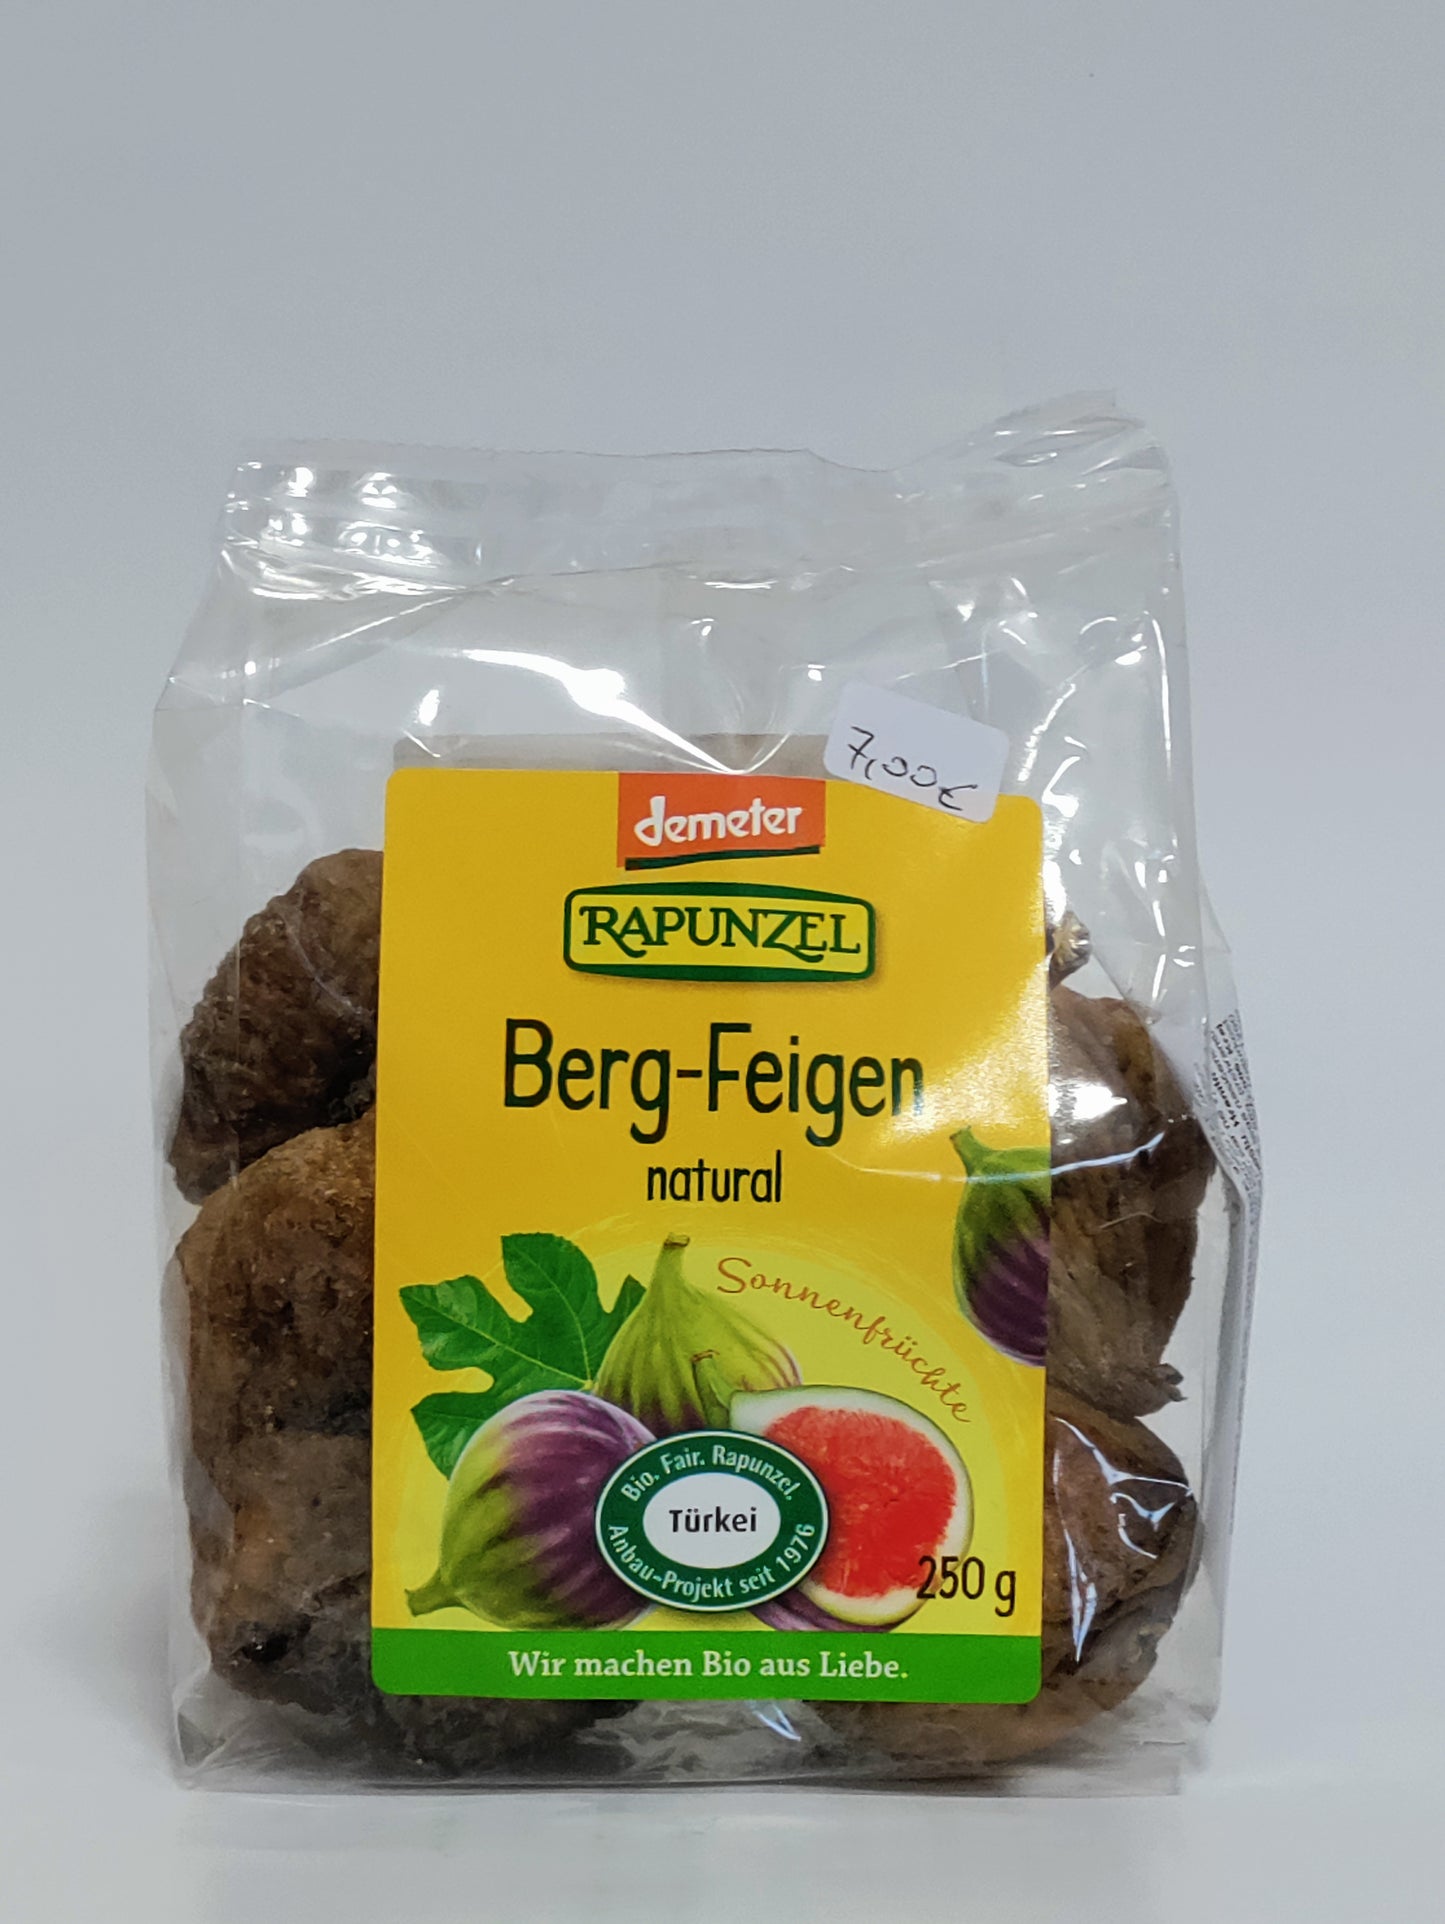 7,00€
demeter
RAPUNZEL
Berg-Feigen
natural
Sonnenfrüchte
Bio. Fair. Rapunzel.
Türkei
Anbau-Projekt seit 1976
250 g
Wir machen Bio aus Liebe.